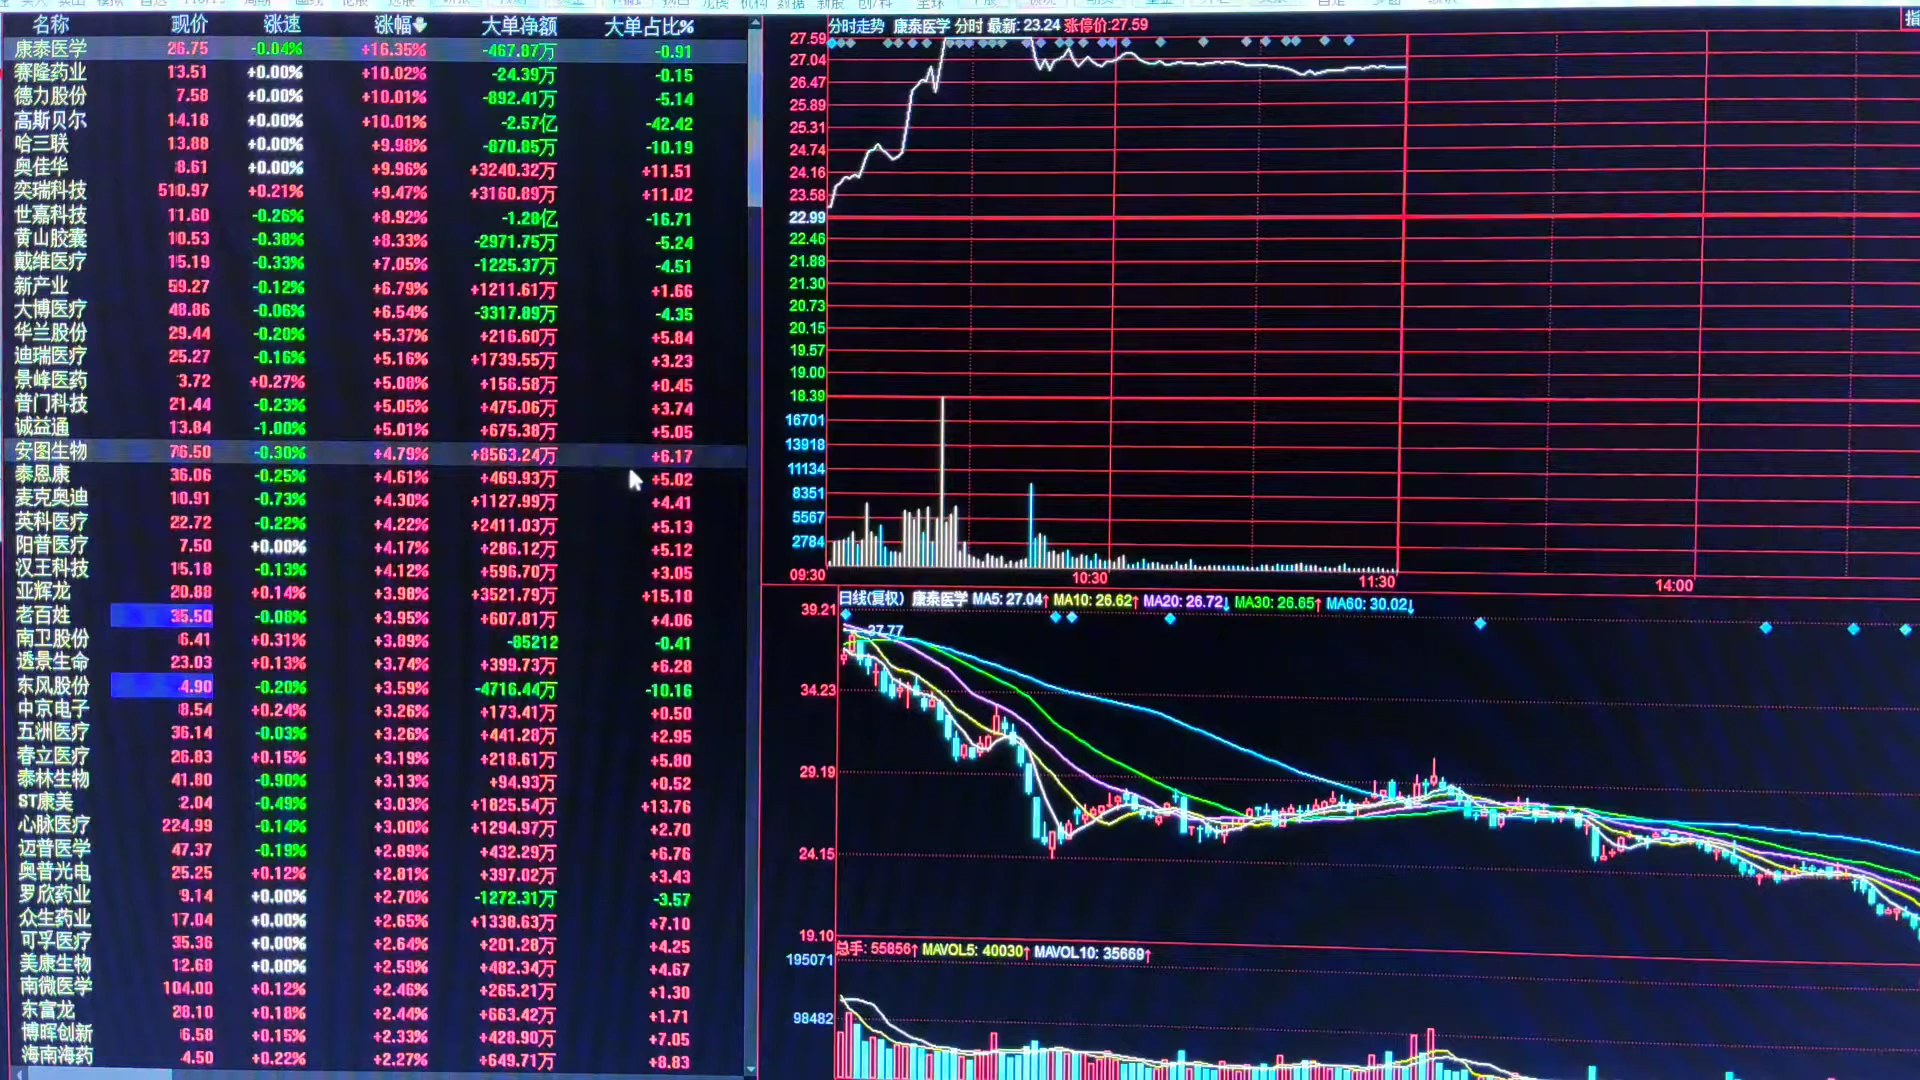 名称 现价 涨速 涨幅 大单净额 大单占比%
康泰医学 26.75 -0.04% +16.35% -467.87万 -0.91
赛隆药业 13.51 +0.00% +10.02% -24.39万 -0.15
德力股份 7.58 +0.00% +10.01% -892.41万 -5.14
高斯贝尔 14.18 +0.00% +10.01% -2.57亿 -42.42
哈三联 13.88 +0.00% +9.98% -870.85万 -10.19
奥佳华 8.61 +0.00% +9.96% +3240.32万 +11.51
奕瑞科技 510.97 +0.21% +9.47% +3160.89万 +11.02
世嘉科技 11.60 -0.26% +8.92% -1.28亿 -16.71
黄山胶囊 10.53 -0.38% +8.33% -2971.75万 -5.24
戴维医疗 15.19 -0.33% +7.05% -1225.37万 -4.51
新产业 59.27 -0.12% +6.79% +1211.61万 +1.66
大博医疗 48.86 -0.06% +6.54% -3317.89万 -4.35
华兰股份 29.44 -0.20% +5.37% +216.60万 +5.84
迪瑞医疗 25.27 -0.16% +5.16% +1739.55万 +3.23
景峰医药 3.72 +0.27% +5.08% +156.58万 +0.45
普门科技 21.44 -0.23% +5.05% +475.06万 +3.74
诚益通 13.84 -1.00% +5.01% +675.38万 +5.05
安图生物 76.50 -0.30% +4.79% +8563.24万 +6.17
泰恩康 36.06 -0.25% +4.61% +469.93万 +5.02
麦克奥迪 10.91 -0.73% +4.30% +1127.99万 +4.41
英科医疗 22.72 -0.22% +4.22% +2411.03万 +5.13
阳普医疗 7.50 +0.00% +4.17% +286.12万 +5.12
汉王科技 15.18 -0.13% +4.12% +596.70万 +3.05
亚辉龙 20.88 +0.14% +3.98% +3521.79万 +15.10
老百姓 35.50 -0.08% +3.95% +607.81万 +4.06
南卫股份 6.41 +0.31% +3.89% -85212 -0.41
透景生命 23.03 +0.13% +3.74% +399.73万 +6.28
东风股份 4.90 -0.20% +3.59% -4716.44万 -10.16
中京电子 8.54 +0.24% +3.26% +173.41万 +0.50
五洲医疗 36.14 -0.03% +3.26% +441.28万 +2.95
春立医疗 26.83 +0.15% +3.19% +218.61万 +5.80
泰林生物 41.80 -0.90% +3.13% +94.93万 +0.52
ST康美 2.04 -0.49% +3.03% +1825.54万 +13.76
心脉医疗 224.99 -0.14% +3.00% +1294.97万 +2.70
迈普医学 47.37 -0.19% +2.89% +432.29万 +6.76
奥普光电 25.25 +0.12% +2.81% +397.02万 +3.43
罗欣药业 9.14 +0.00% +2.70% -1272.31万 -3.57
众生药业 17.04 +0.00% +2.65% +1338.63万 +7.10
可孚医疗 35.36 +0.00% +2.64% +201.28万 +4.25
美康生物 12.68 +0.00% +2.59% +482.34万 +4.67
南微医学 104.00 +0.12% +2.46% +265.21万 +1.30
东富龙 28.10 +0.18% +2.44% +663.42万 +1.71
博晖创新 6.58 +0.15% +2.33% +428.90万 +7.05
海南海药 4.50 +0.22% +2.27% +649.71万 +8.83
分时走势 康泰医学 分时 最新: 23.24 涨停价:27.59
27.59
27.04
26.47
25.89
25.31
24.74
24.16
23.58
22.99
22.46
21.88
21.30
20.73
20.15
19.57
19.00
18.39
16701
13918
11134
8351
5567
2784
09:30 10:30 11:30 14:00
日线(复权) 康泰医学 MA5: 27.04↑ MA10: 26.62↑ MA20: 26.72↓ MA30: 26.65↑ MA60: 30.02↓
39.21
37.77
34.23
29.19
24.15
19.10
总手: 55856↑ MAVOL5: 40030↑ MAVOL10: 35669↑
195071
98482